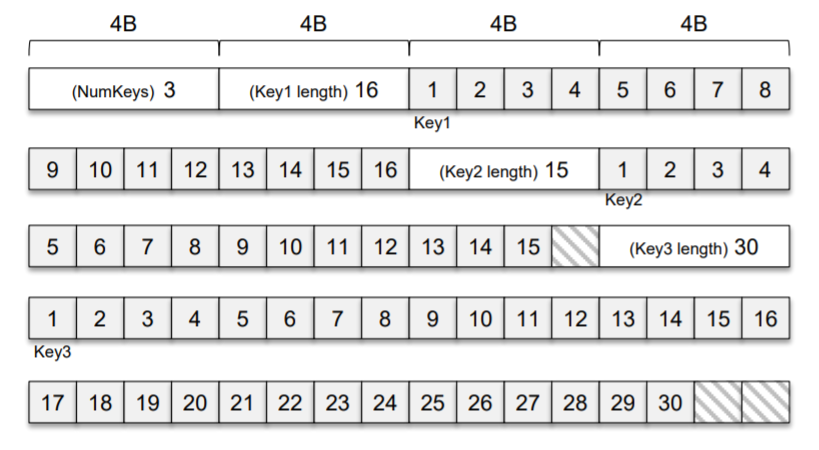 4B 4B 4B 4B
(NumKeys) 3 (Key1 length) 16 1 2 3 4 5 6 7 8
Key1
9 10 11 12 13 14 15 16 (Key2 length) 15 1 2 3 4
Key2
5 6 7 8 9 10 11 12 13 14 15 (Key3 length) 30
1 2 3 4 5 6 7 8 9 10 11 12 13 14 15 16
Key3
17 18 19 20 21 22 23 24 25 26 27 28 29 30